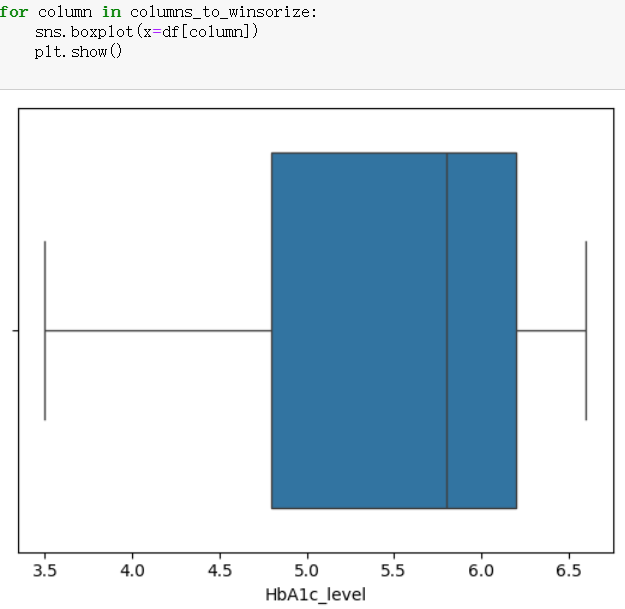 for column in columns_to_winsorize:
    sns.boxplot(x=df[column])
    plt.show()
3.5 4.0 4.5 5.0 5.5 6.0 6.5
HbA1c_level